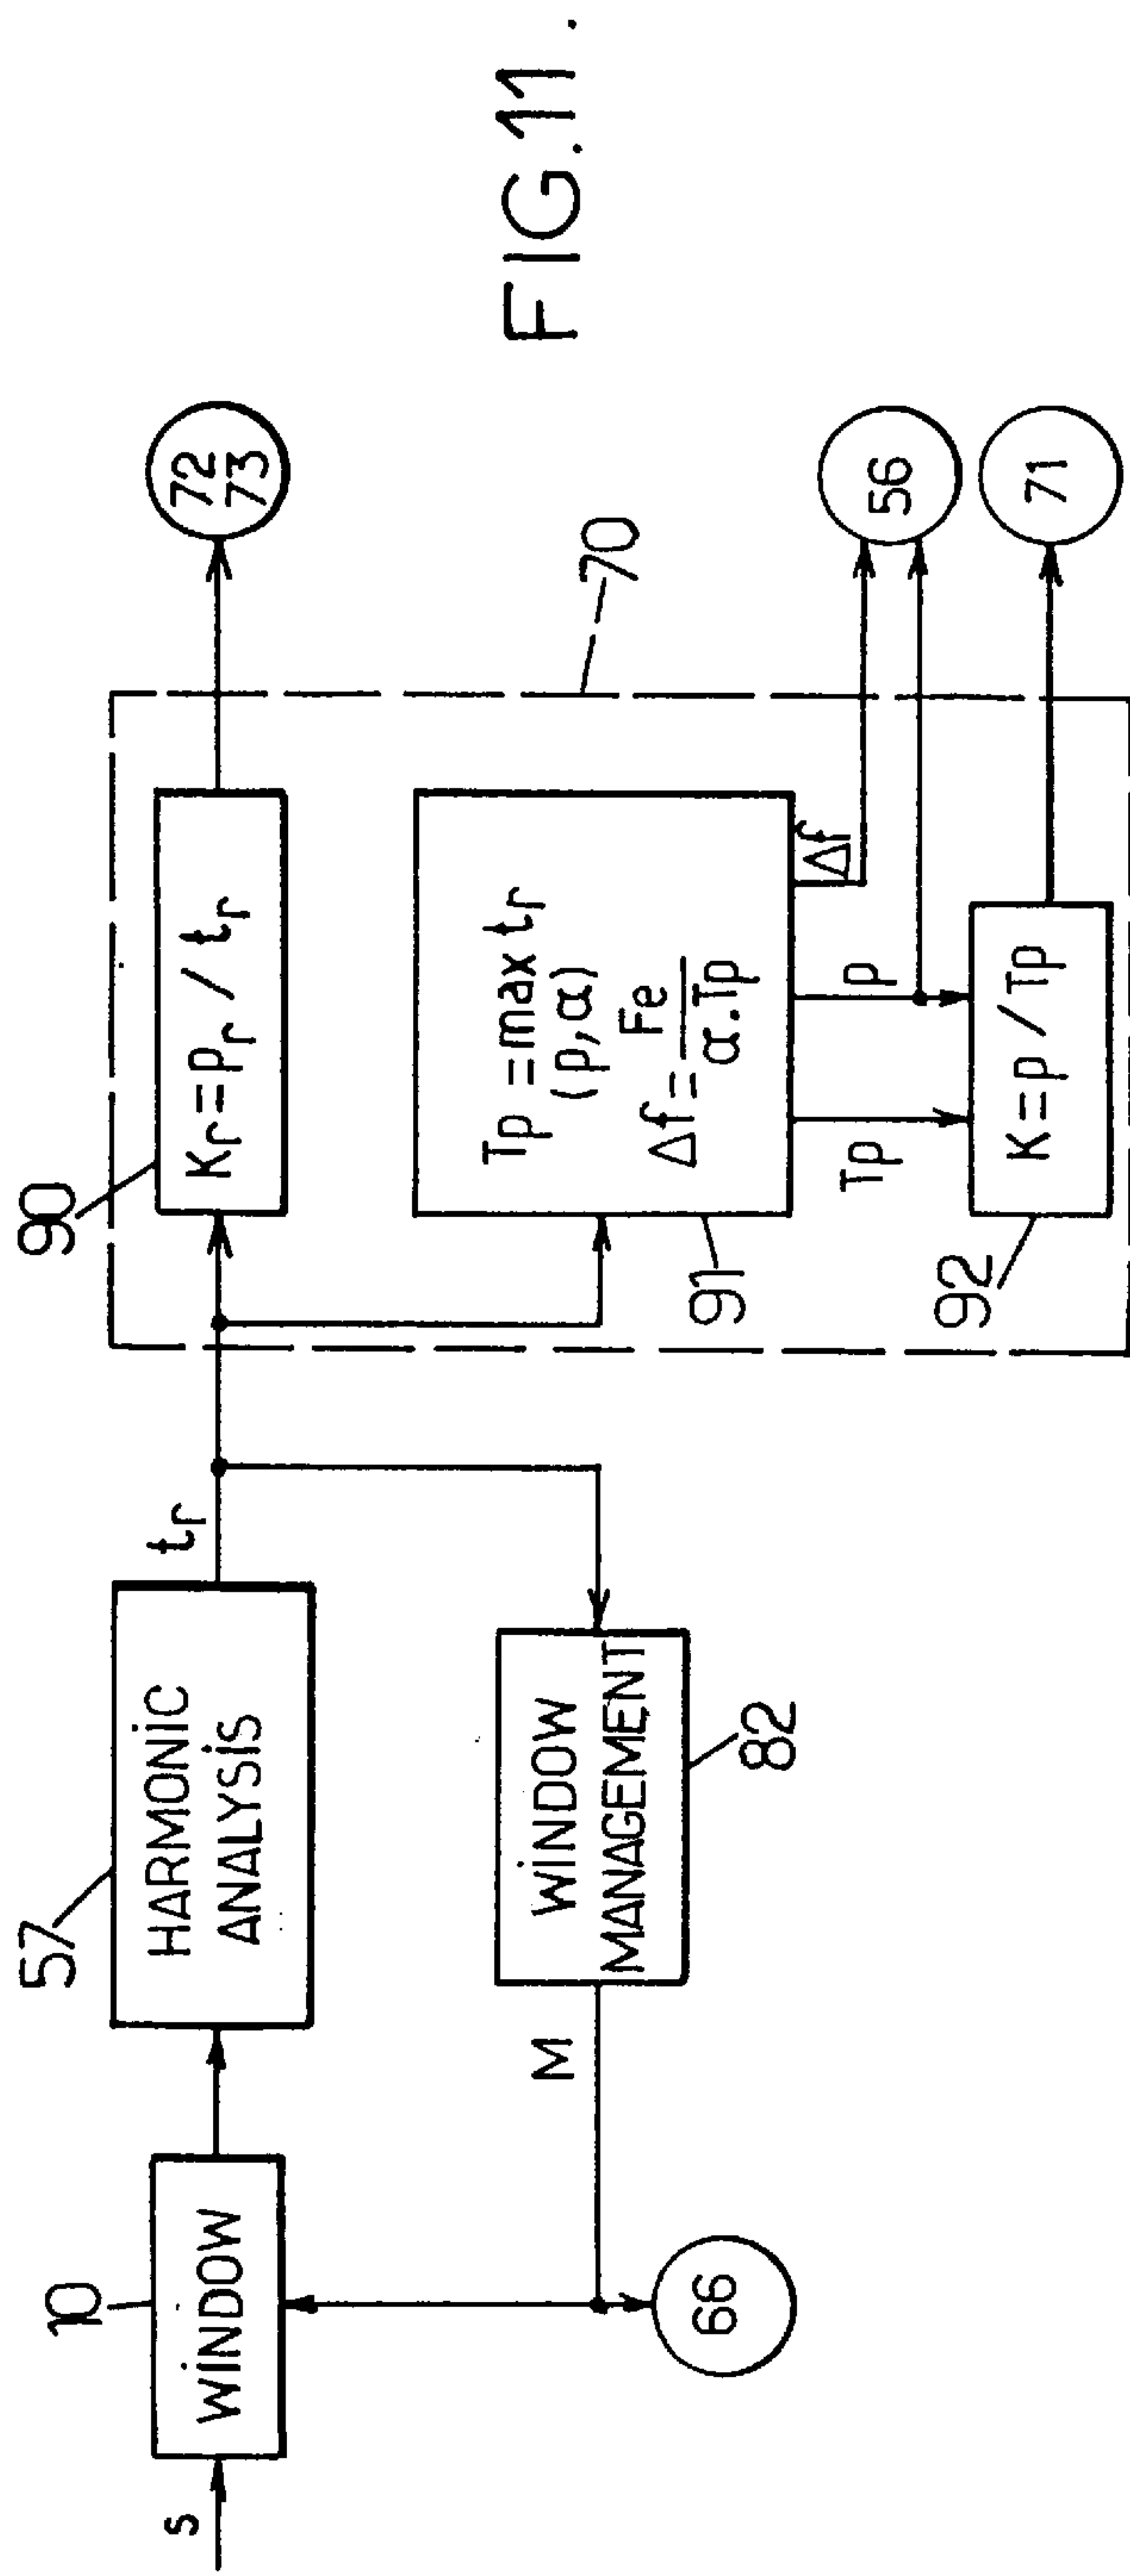 FIG.11.
s
10
WINDOW
57
HARMONIC
ANALYSIS
tr
90
Kr=pr / tr
72
73
70
Tp=max tr
(p,α)
Δf= Fe
α.Tp
91
Δf
p
Tp
K=p / Tp
92
56
71
WINDOW
MANAGEMENT
82
M
66